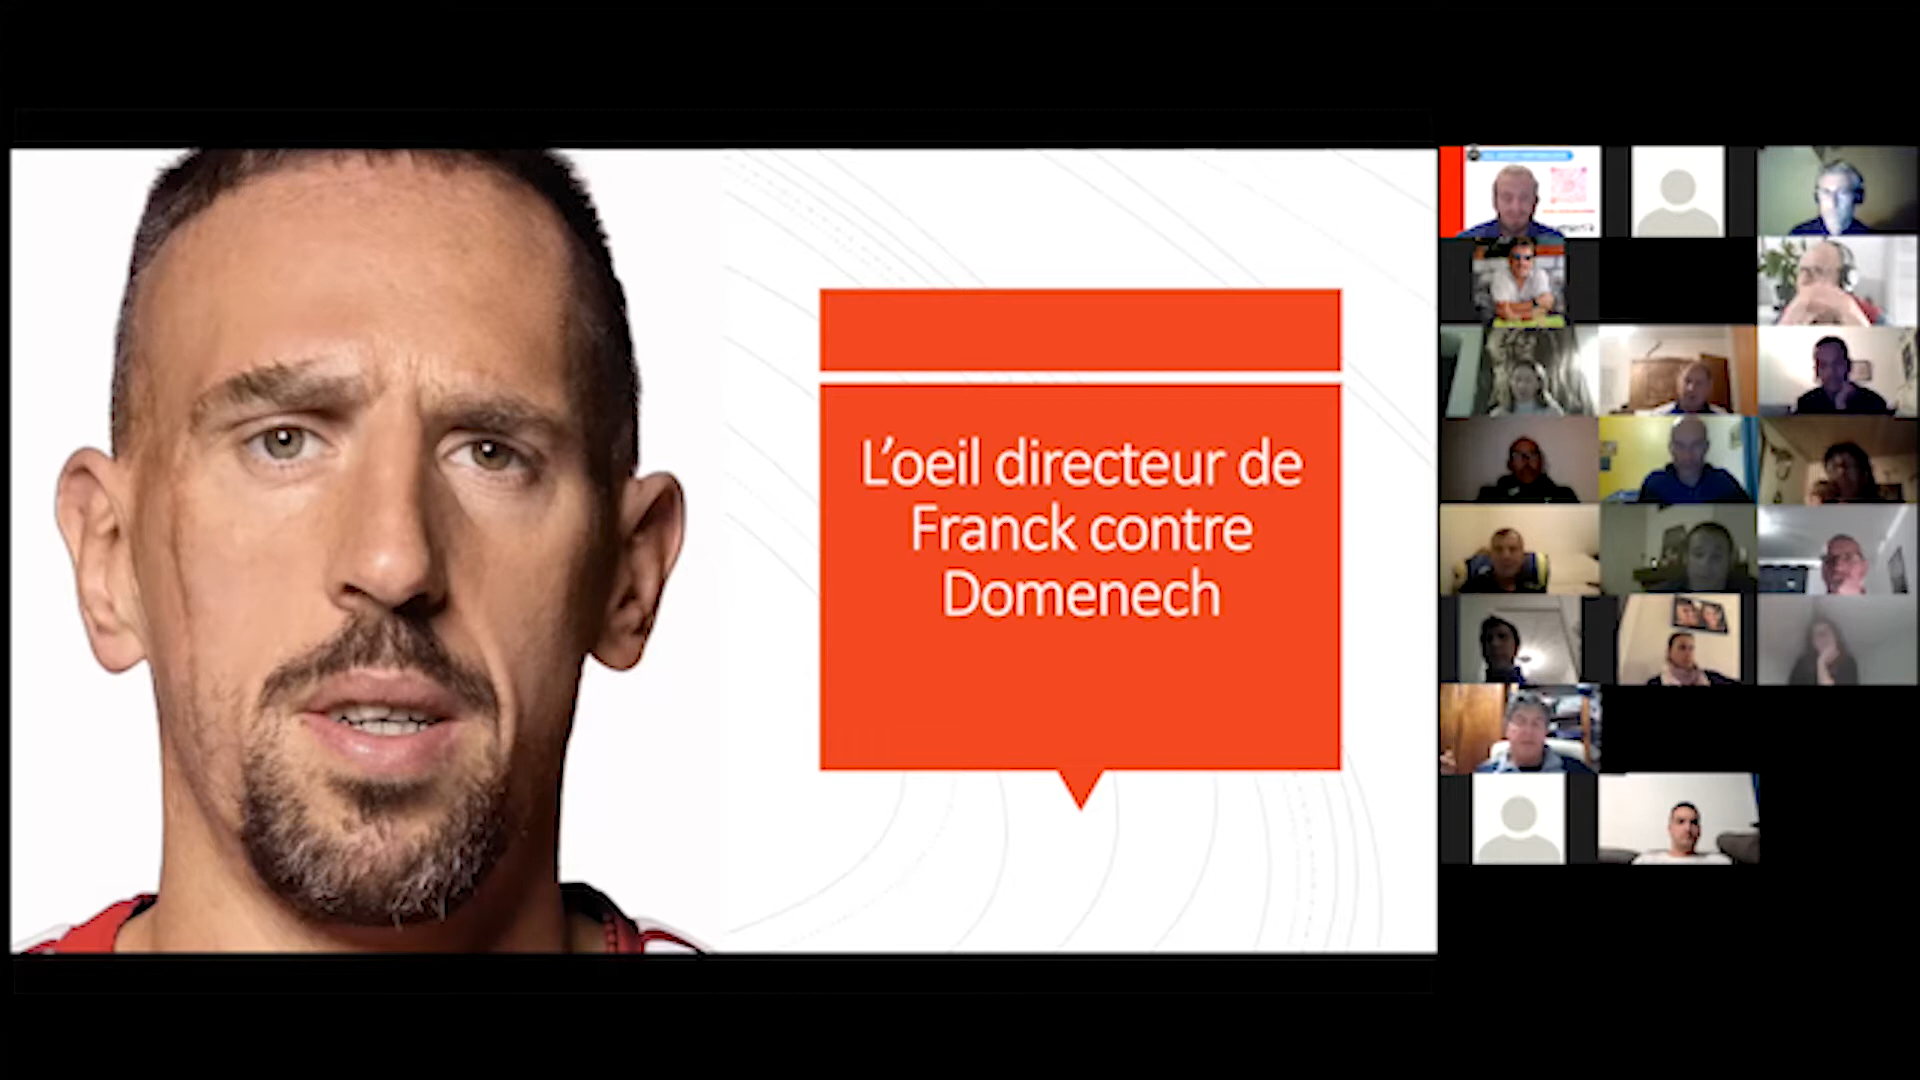 L'oeil directeur de
Franck contre
Domenech